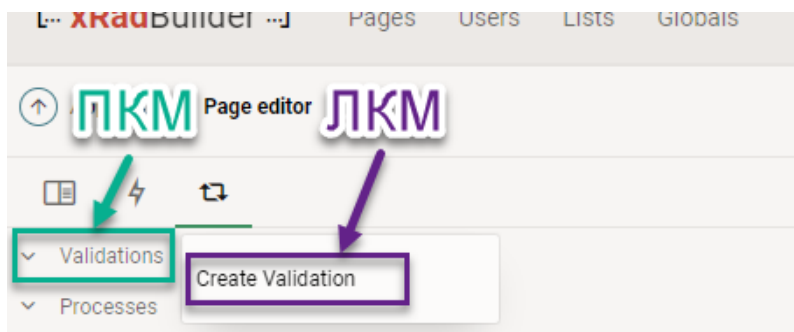 [... xRadBuilder ...] Pages Users Lists Globals
ПКМ Page editor ЛКМ
Validations
Create Validation
Processes